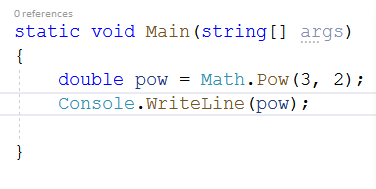 0 references
static void Main(string[] args)
{
double pow = Math.Pow(3, 2);
Console.WriteLine(pow);
}